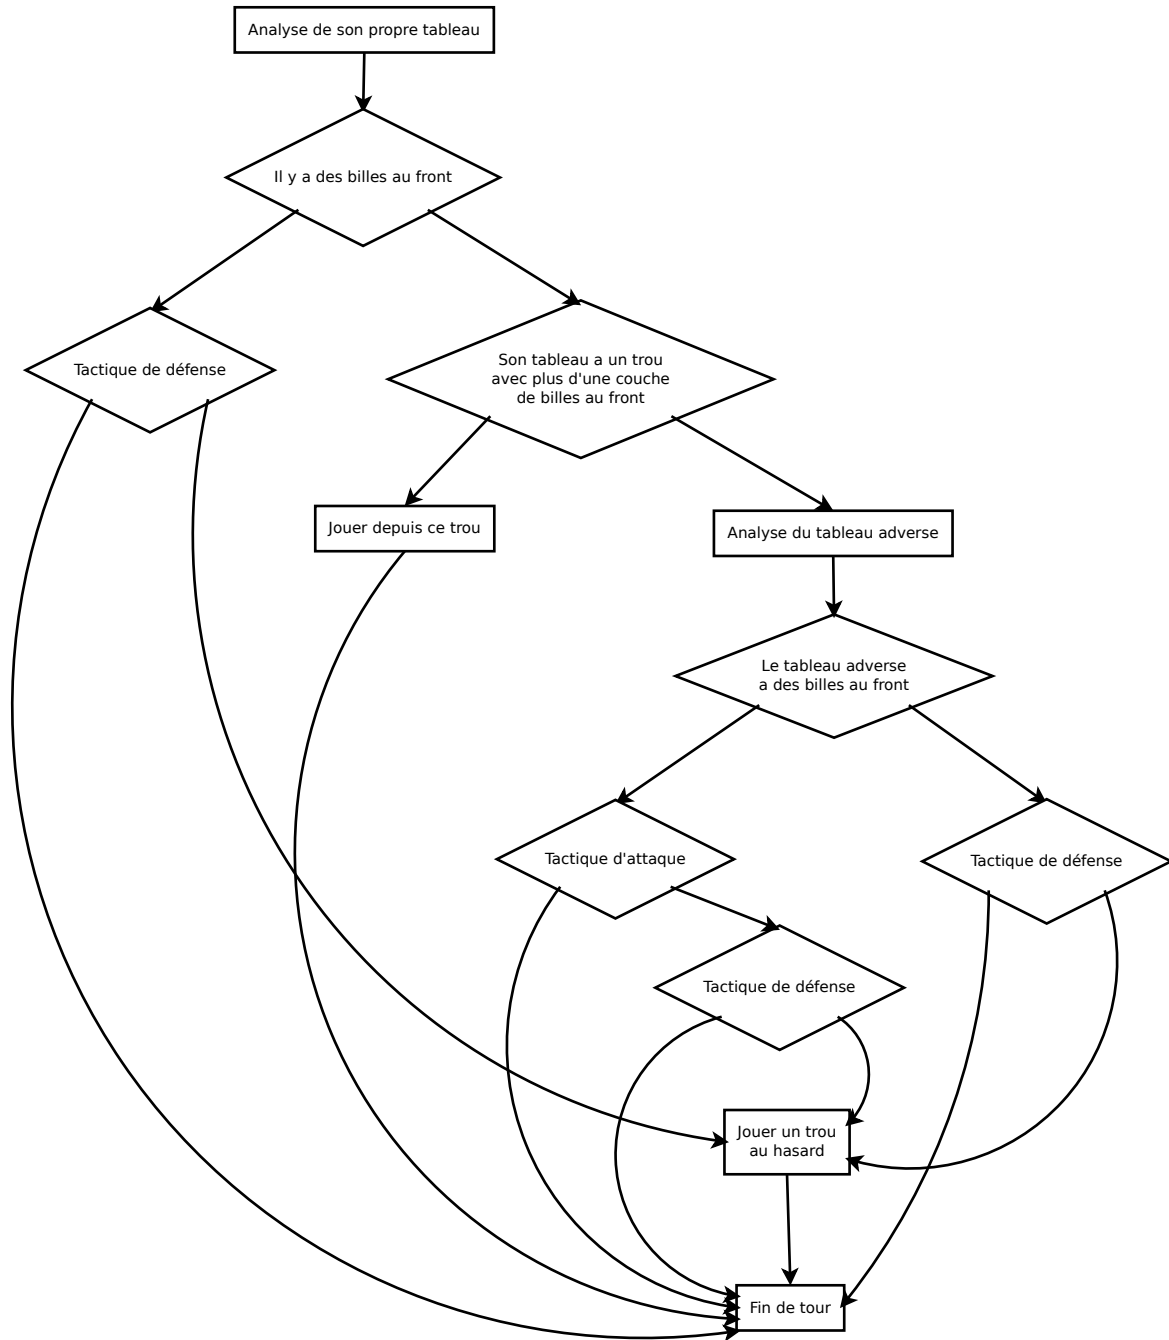 Analyse de son propre tableau
Il y a des billes au front
Tactique de défense
Son tableau a un trou
avec plus d'une couche
de billes au front
Jouer depuis ce trou
Analyse du tableau adverse
Le tableau adverse
a des billes au front
Tactique d'attaque
Tactique de défense
Tactique de défense
Jouer un trou
au hasard
Fin de tour